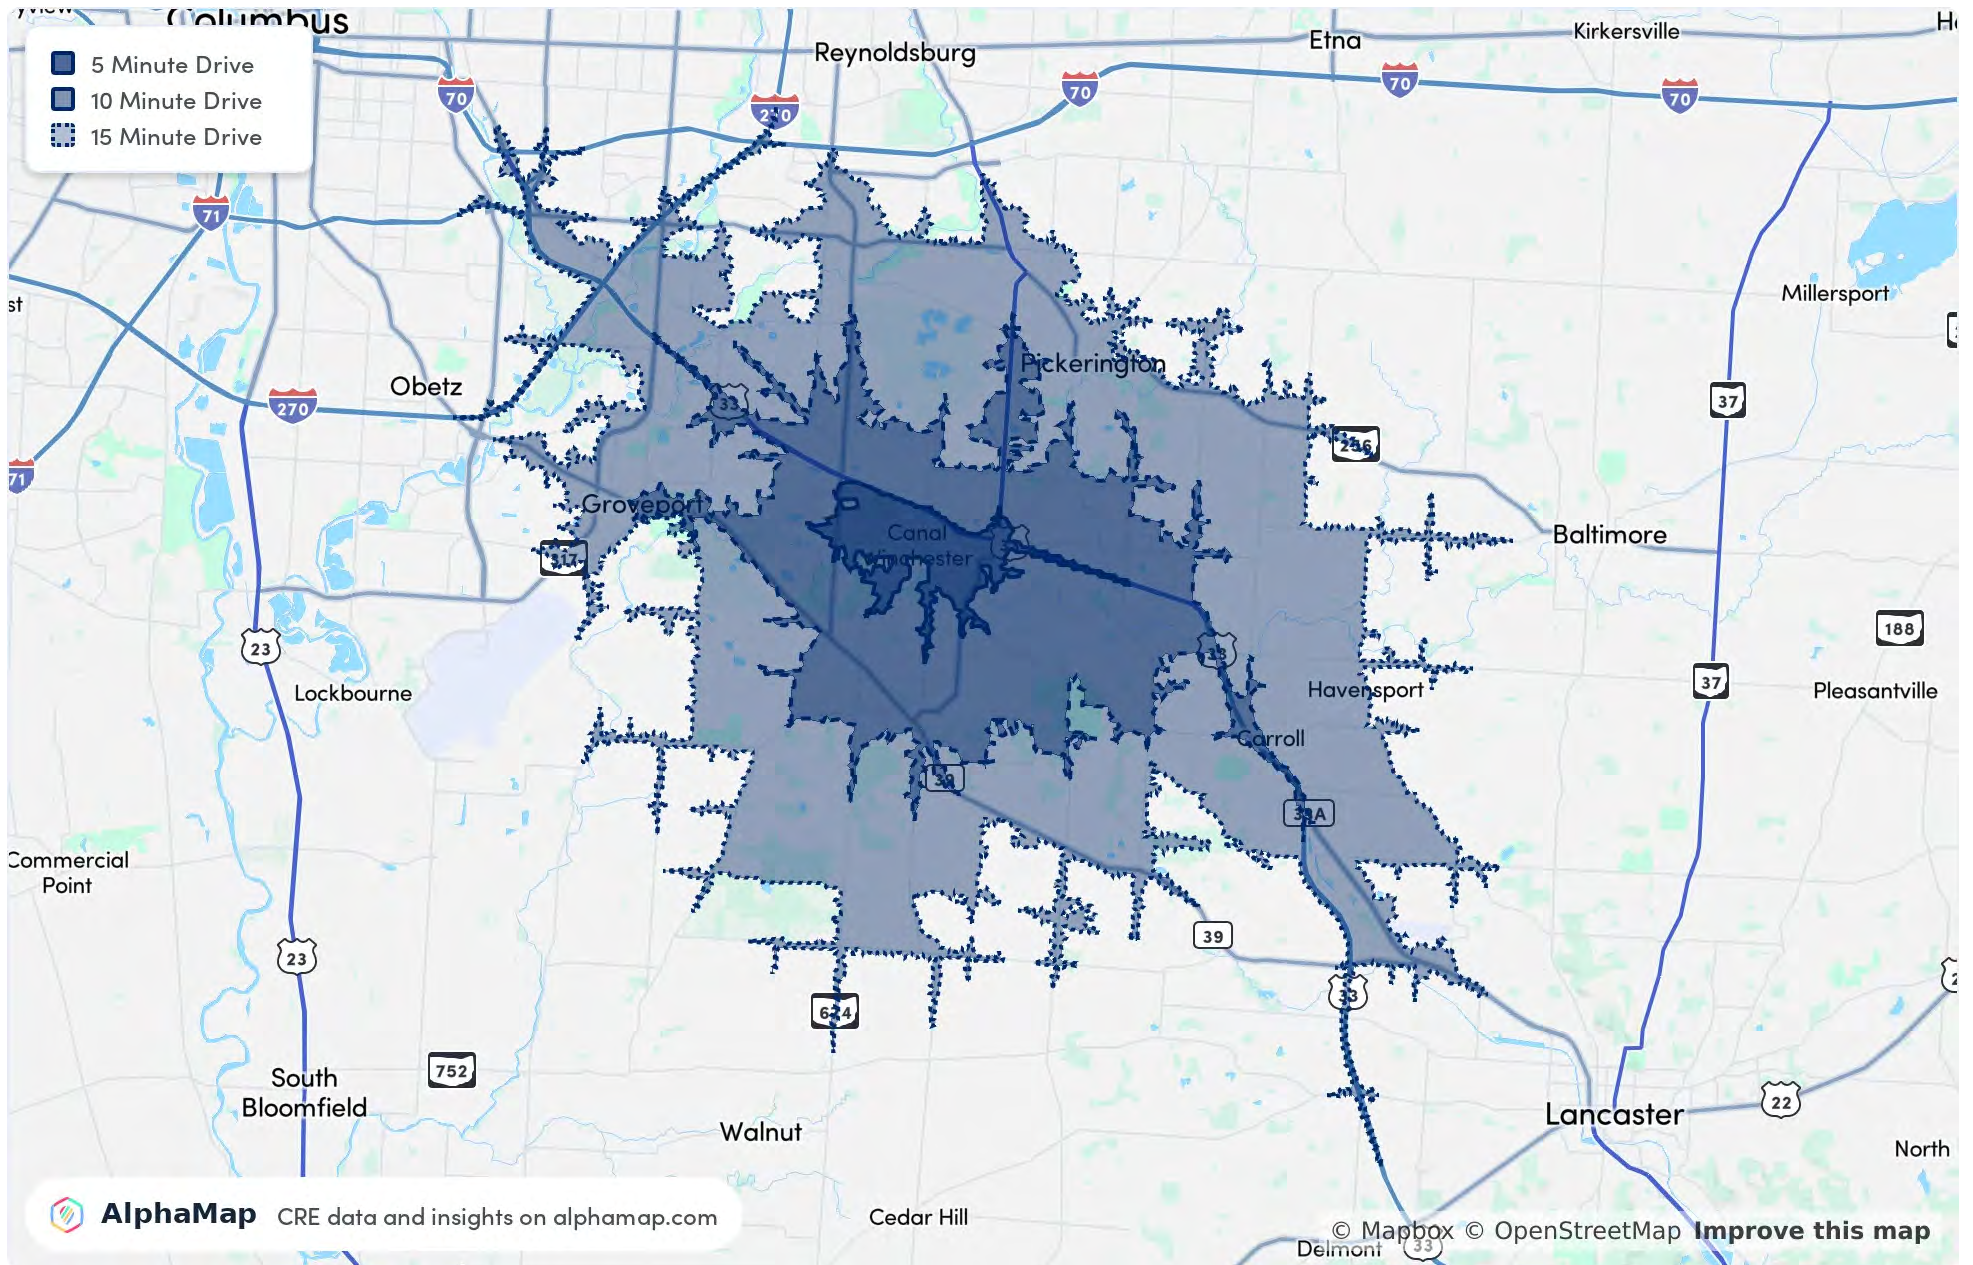 Columbus
5 Minute Drive
10 Minute Drive
15 Minute Drive
Reynoldsburg
Etna
Kirkersville
70
270
70
70
70
71
st
Millersport
Pickerington
Obetz
33
37
270
256
71
Groveport
Canal
Winchester
Baltimore
317
23
188
33
Lockbourne
Havensport
37
Pleasantville
Carroll
33A
Commercial
Point
39
23
33
674
752
South
Bloomfield
22
Lancaster
Walnut
North
AlphaMap
CRE data and insights on alphamap.com
Cedar Hill
© Mapbox © OpenStreetMap Improve this map
Delmont
33